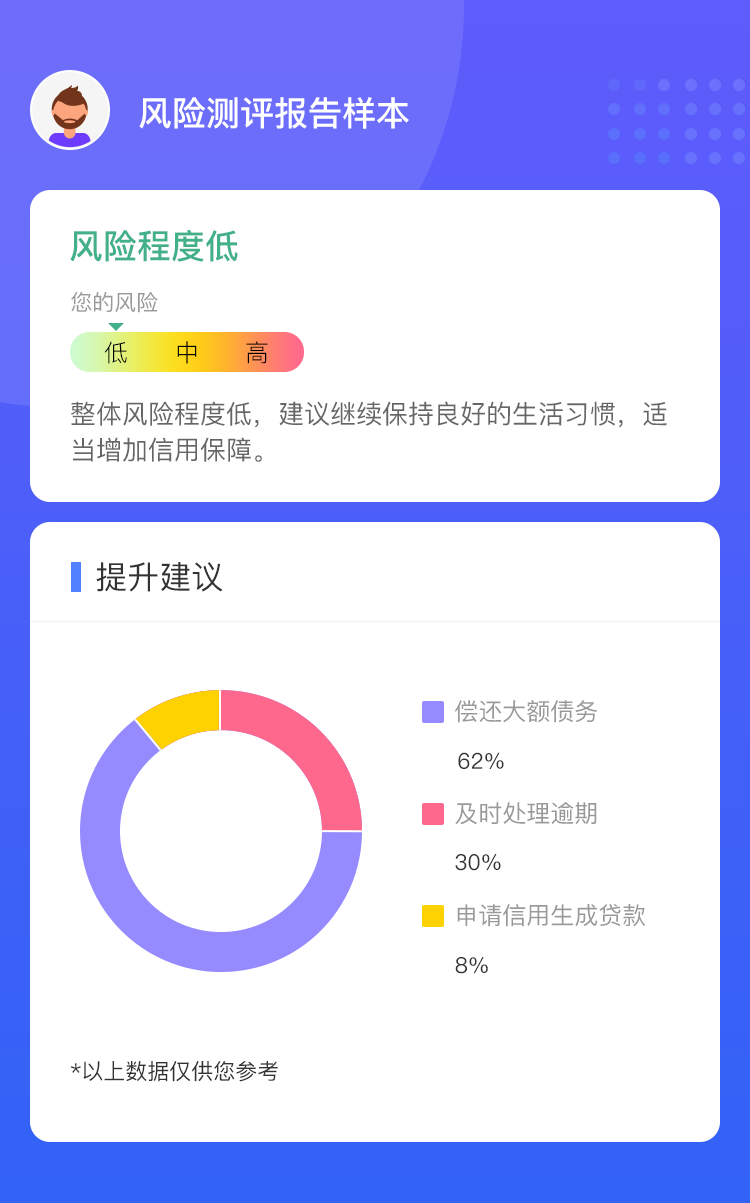 风险测评报告样本
风险程度低
您的风险
低 中 高
整体风险程度低，建议继续保持良好的生活习惯，适
当增加信用保障。
提升建议
偿还大额债务
62%
及时处理逾期
30%
申请信用生成贷款
8%
*以上数据仅供您参考